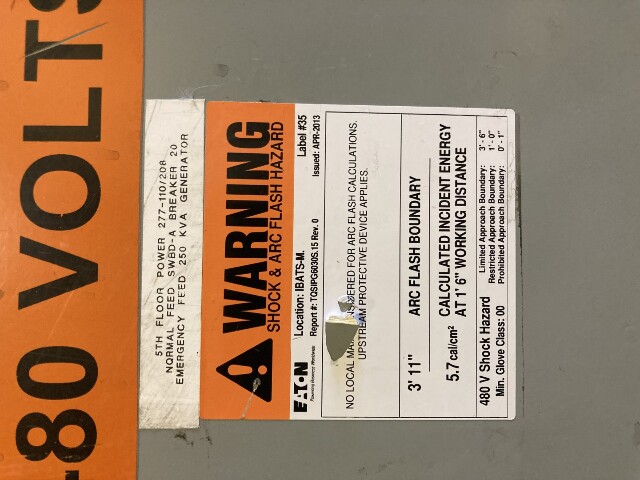 480 VOLTS
5TH FLOOR POWER 277-110/208
NORMAL FEED SWBD-A BREAKER 20
EMERGENCY FEED 250 KVA GENERATOR
WARNING
SHOCK & ARC FLASH HAZARD
EATON
Powering Business Worldwide
Location: IBATS-M.
Label #35
Report #: TQSIPG6030S.15 Rev. 0
Issued: APR-2013
NO LOCAL FOR ARC FLASH CALCULATIONS.
UPSTREAM PROTECTIVE DEVICE APPLIES.
3' 11" ARC FLASH BOUNDARY
5.7 cal/cm² CALCULATED INCIDENT ENERGY
AT 1' 6" WORKING DISTANCE
480 V Shock Hazard
Min. Glove Class: 00
Limited Approach Boundary: 3' - 6"
Restricted Approach Boundary: 1' - 0"
Prohibited Approach Boundary: 0' - 1"